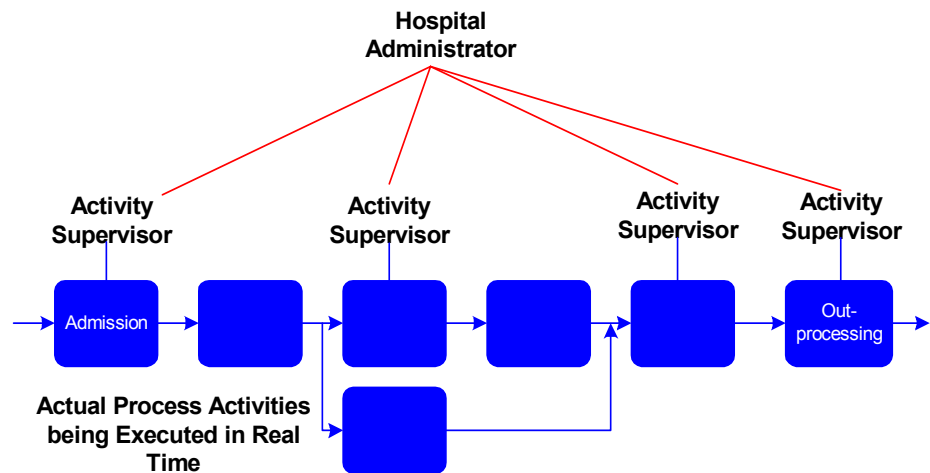 Hospital
Administrator
Activity
Supervisor
Activity
Supervisor
Activity
Supervisor
Activity
Supervisor
Admission
Out-
processing
Actual Process Activities
being Executed in Real
Time